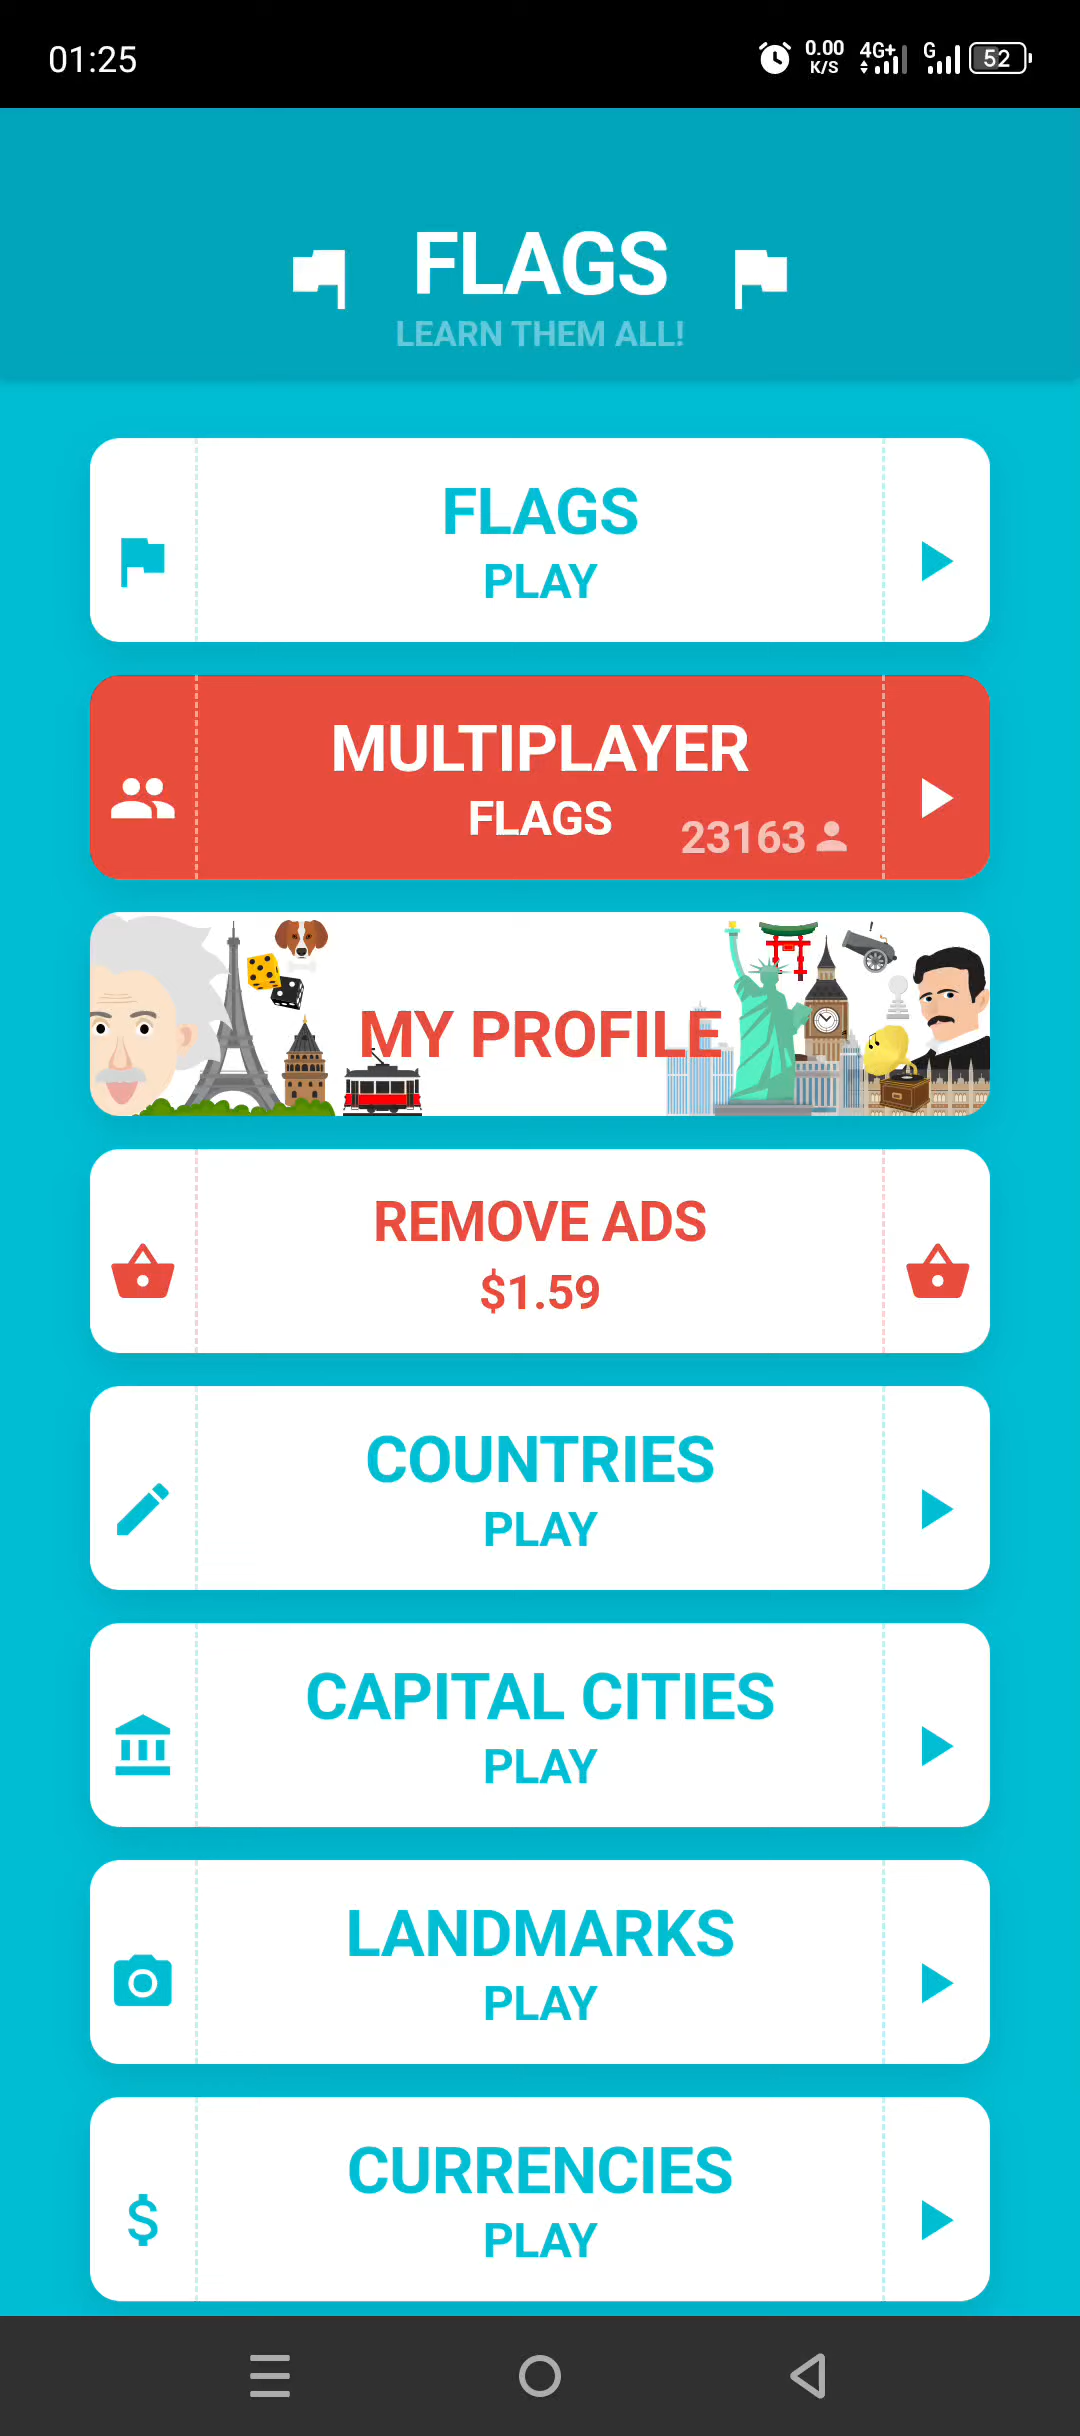 01:25
0.00
K/S
4G+
G
52
FLAGS
LEARN THEM ALL!
FLAGS
PLAY
MULTIPLAYER
FLAGS
23163
MY PROFILE
REMOVE ADS
$1.59
COUNTRIES
PLAY
CAPITAL CITIES
PLAY
LANDMARKS
PLAY
CURRENCIES
PLAY